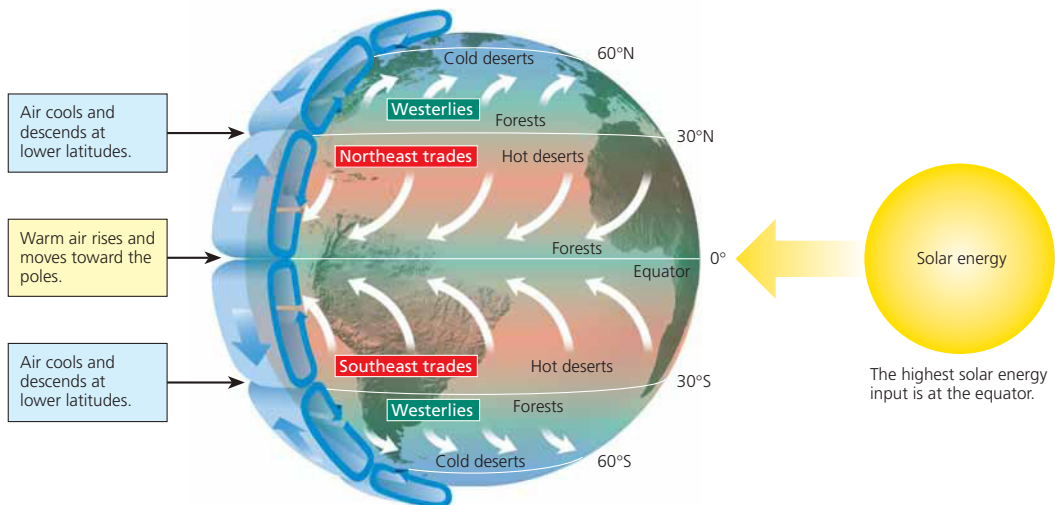 Air cools and
descends at
lower latitudes.
Warm air rises and
moves toward the
poles.
Air cools and
descends at
lower latitudes.
Cold deserts
60°N
Westerlies
Forests
30°N
Northeast trades
Hot deserts
Forests
0°
Equator
Southeast trades
Hot deserts
30°S
Westerlies
Forests
Cold deserts
60°S
Solar energy
The highest solar energy
input is at the equator.